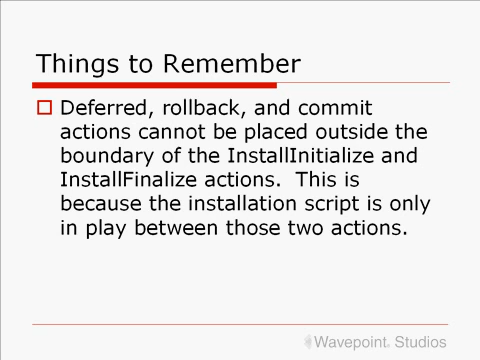 Things to Remember
Deferred, rollback, and commit
actions cannot be placed outside the
boundary of the InstallInitialize and
InstallFinalize actions.  This is
because the installation script is only
in play between those two actions.
Wavepoint Studios